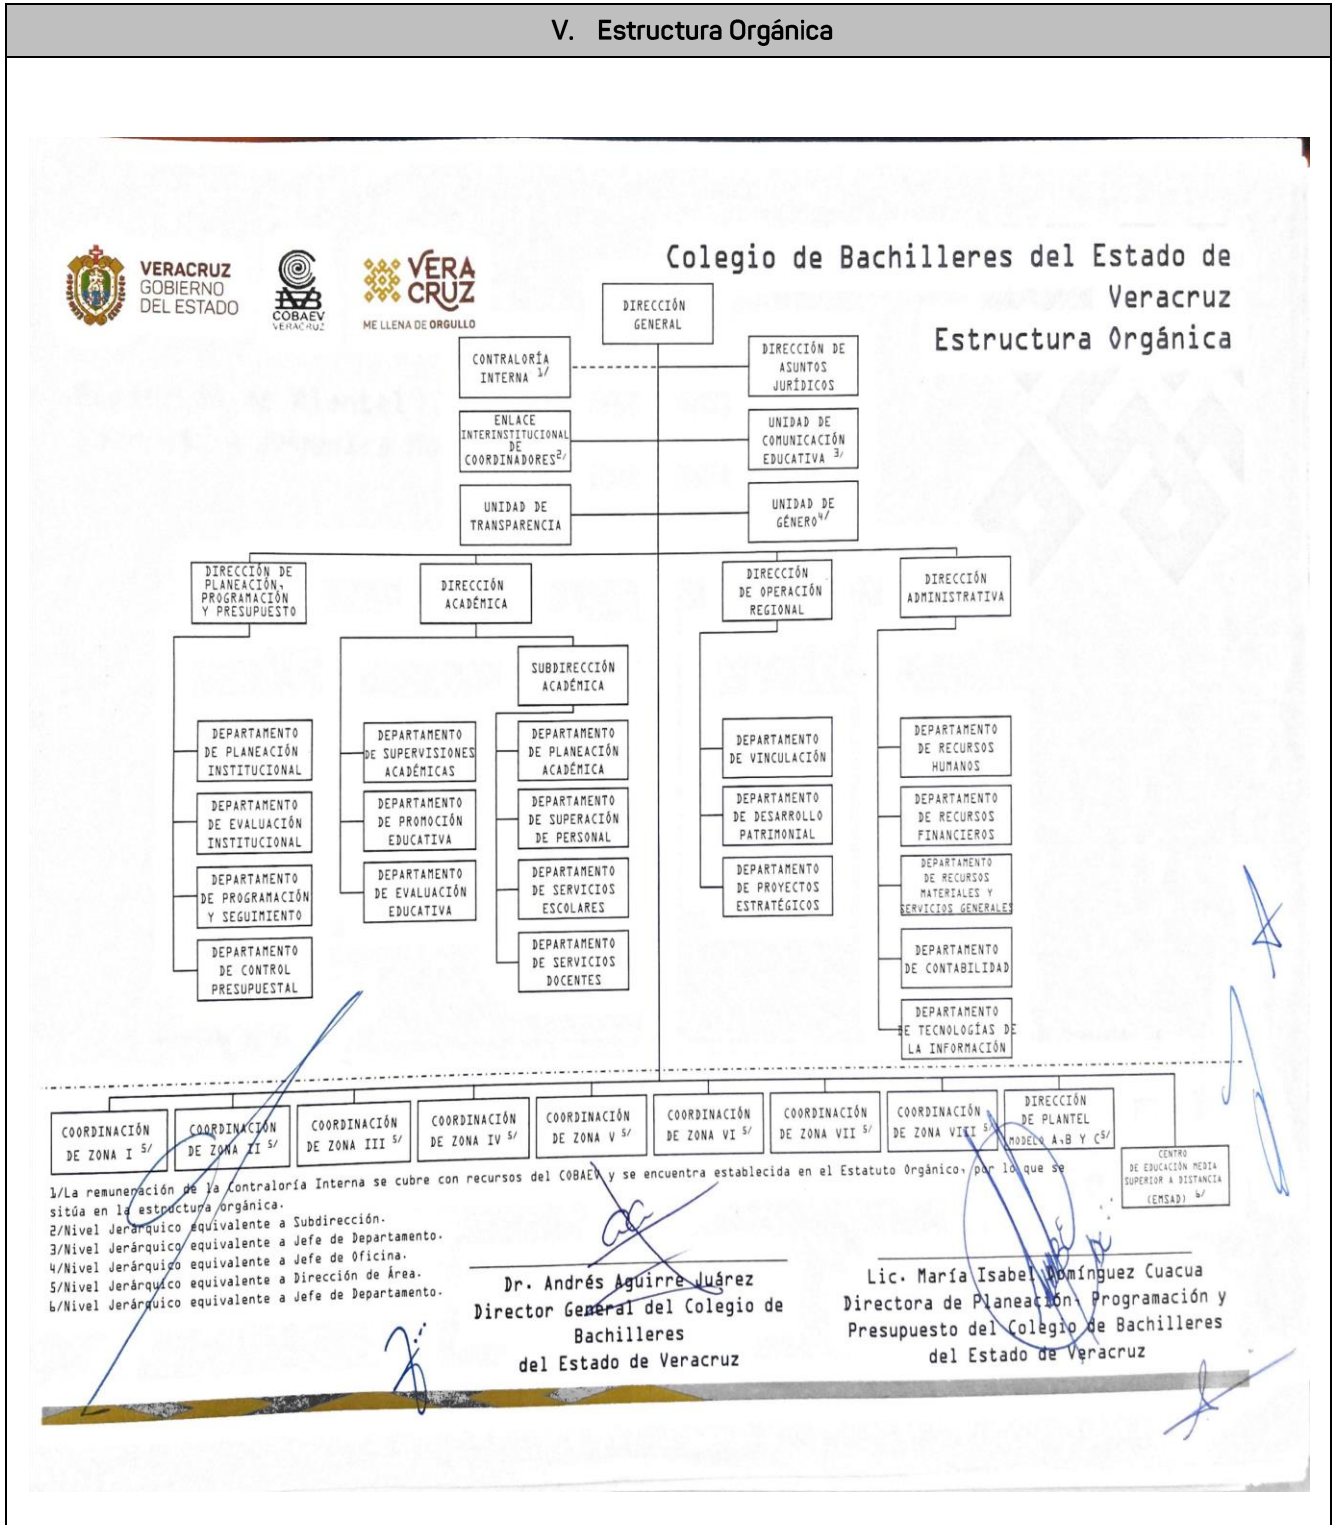 V. Estructura Orgánica
VERACRUZ
GOBIERNO
DEL ESTADO
COBAEV
VERACRUZ
VERA
CRUZ
ME LLENA DE ORGULLO
Colegio de Bachilleres del Estado de
Veracruz
Estructura Orgánica
DIRECCIÓN
GENERAL
CONTRALORÍA
INTERNA 1/
DIRECCIÓN DE
ASUNTOS
JURÍDICOS
ENLACE
INTERINSTITUCIONAL
DE
COORDINADORES2/
UNIDAD DE
COMUNICACIÓN
EDUCATIVA 3/
UNIDAD DE
TRANSPARENCIA
UNIDAD DE
GÉNERO4/
DIRECCIÓN DE
PLANEACIÓN,
PROGRAMACIÓN
Y PRESUPUESTO
DIRECCIÓN
ACADÉMICA
DIRECCIÓN
DE OPERACIÓN
REGIONAL
DIRECCIÓN
ADMINISTRATIVA
SUBDIRECCIÓN
ACADÉMICA
DEPARTAMENTO
DE PLANEACIÓN
INSTITUCIONAL
DEPARTAMENTO
DE SUPERVISIONES
ACADÉMICAS
DEPARTAMENTO
DE PLANEACIÓN
ACADÉMICA
DEPARTAMENTO
DE VINCULACIÓN
DEPARTAMENTO
DE RECURSOS
HUMANOS
DEPARTAMENTO
DE EVALUACIÓN
INSTITUCIONAL
DEPARTAMENTO
DE PROMOCIÓN
EDUCATIVA
DEPARTAMENTO
DE SUPERACIÓN
DE PERSONAL
DEPARTAMENTO
DE DESARROLLO
PATRIMONIAL
DEPARTAMENTO
DE RECURSOS
FINANCIEROS
DEPARTAMENTO
DE PROGRAMACIÓN
Y SEGUIMIENTO
DEPARTAMENTO
DE EVALUACIÓN
EDUCATIVA
DEPARTAMENTO
DE SERVICIOS
ESCOLARES
DEPARTAMENTO
DE PROYECTOS
ESTRATÉGICOS
DEPARTAMENTO
DE RECURSOS
MATERIALES Y
SERVICIOS GENERALES
DEPARTAMENTO
DE CONTROL
PRESUPUESTAL
DEPARTAMENTO
DE SERVICIOS
DOCENTES
DEPARTAMENTO
DE CONTABILIDAD
DEPARTAMENTO
DE TECNOLOGÍAS DE
LA INFORMACIÓN
COORDINACIÓN
DE ZONA I 5/
COORDINACIÓN
DE ZONA II 5/
COORDINACIÓN
DE ZONA III 5/
COORDINACIÓN
DE ZONA IV 5/
COORDINACIÓN
DE ZONA V 5/
COORDINACIÓN
DE ZONA VI 5/
COORDINACIÓN
DE ZONA VII 5/
COORDINACIÓN
DE ZONA VIII 5/
DIRECCIÓN
DE PLANTEL
MODELO A,B Y C5/
CENTRO
DE EDUCACIÓN MEDIA
SUPERIOR A DISTANCIA
(EMSAD) 6/
1/La remuneración de la Contraloría Interna se cubre con recursos del COBAEV y se encuentra establecida en el Estatuto Orgánico, por lo que se
sitúa en la estructura orgánica.
2/Nivel Jerárquico equivalente a Subdirección.
3/Nivel Jerárquico equivalente a Jefe de Departamento.
4/Nivel Jerárquico equivalente a Jefe de Oficina.
5/Nivel Jerárquico equivalente a Dirección de Área.
6/Nivel Jerárquico equivalente a Jefe de Departamento.
Dr. Andrés Aguirre Juárez
Director General del Colegio de
Bachilleres
del Estado de Veracruz
Lic. María Isabel Domínguez Cuacua
Directora de Planeación, Programación y
Presupuesto del Colegio de Bachilleres
del Estado de Veracruz